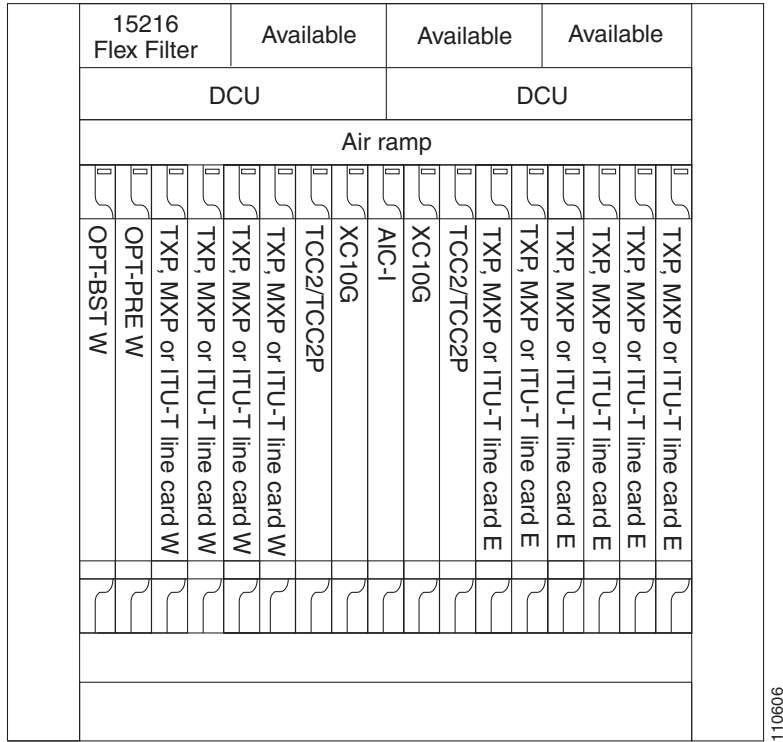 15216
Flex Filter
Available
Available
Available
DCU
DCU
Air ramp
OPT-BST W
OPT-PRE W
TXP, MXP or ITU-T line card W
TXP, MXP or ITU-T line card W
TXP, MXP or ITU-T line card W
TXP, MXP or ITU-T line card W
TCC2/TCC2P
XC10G
AIC-I
XC10G
TCC2/TCC2P
TXP, MXP or ITU-T line card E
TXP, MXP or ITU-T line card E
TXP, MXP or ITU-T line card E
TXP, MXP or ITU-T line card E
TXP, MXP or ITU-T line card E
TXP, MXP or ITU-T line card E
110606